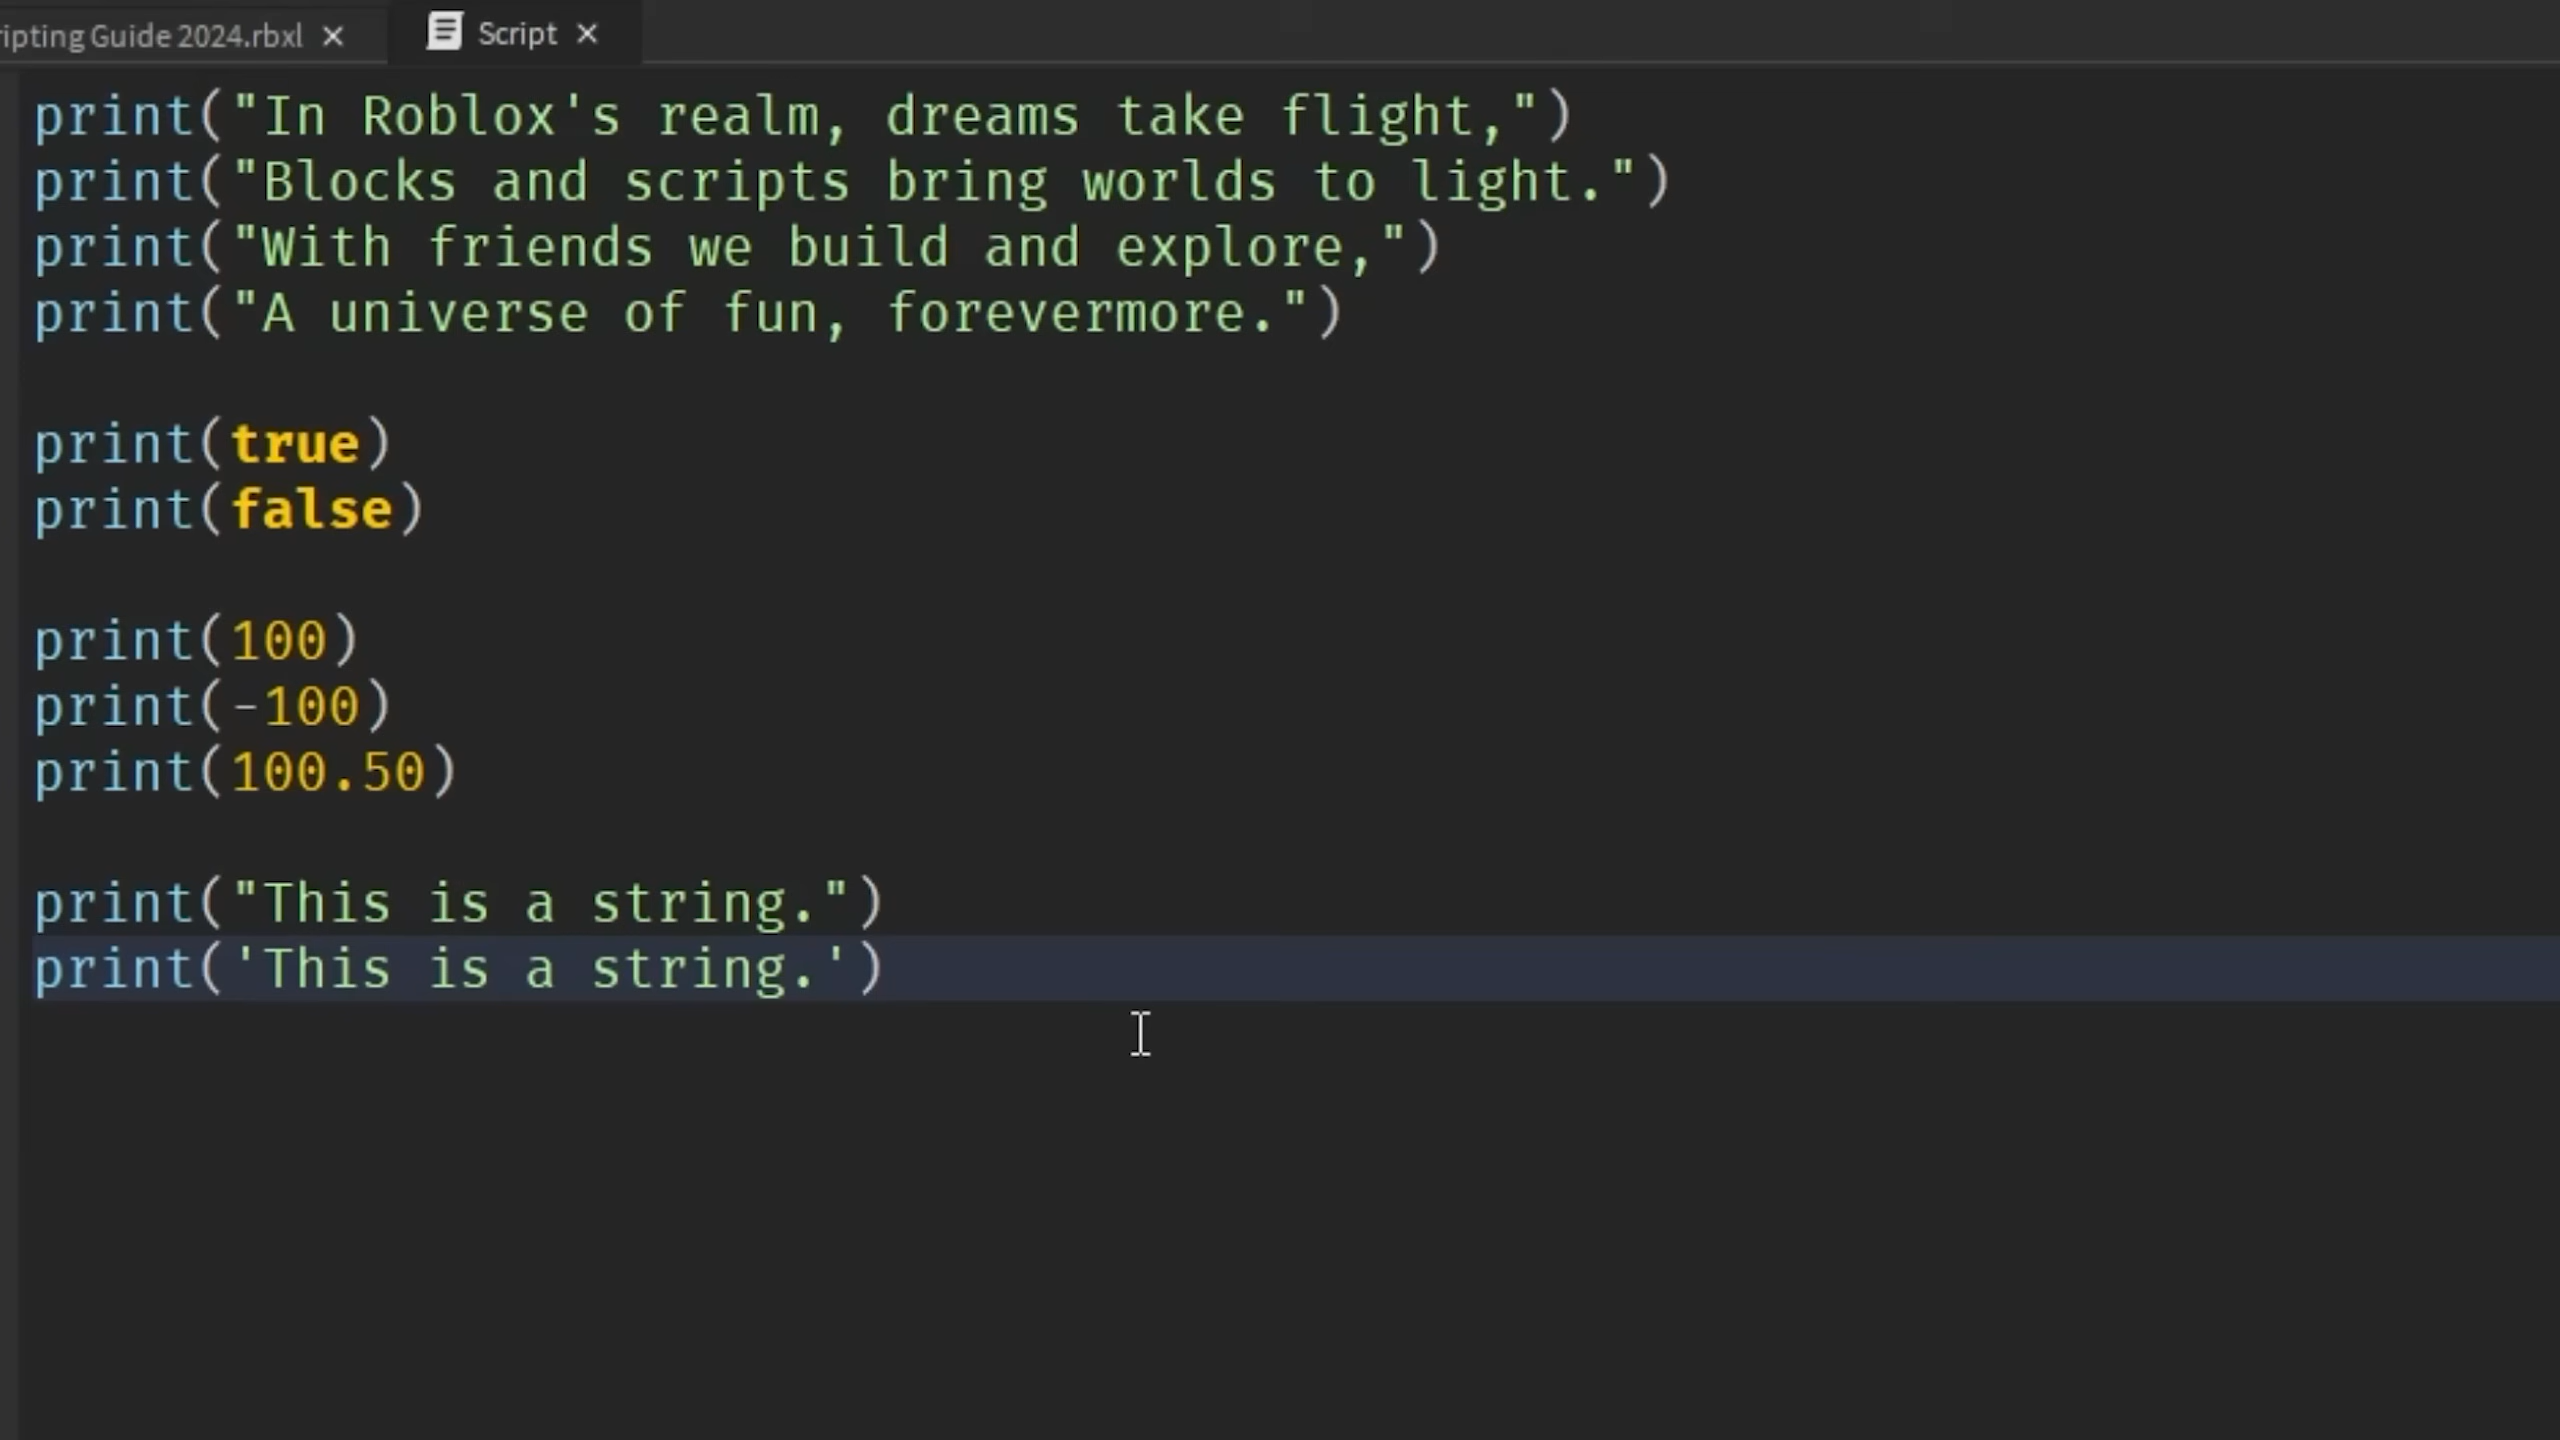 ripting Guide 2024.rbxl ×
Script ×
print("In Roblox's realm, dreams take flight,")
print("Blocks and scripts bring worlds to light.")
print("With friends we build and explore,")
print("A universe of fun, forevermore.")
print(true)
print(false)
print(100)
print(-100)
print(100.50)
print("This is a string.")
print('This is a string.')